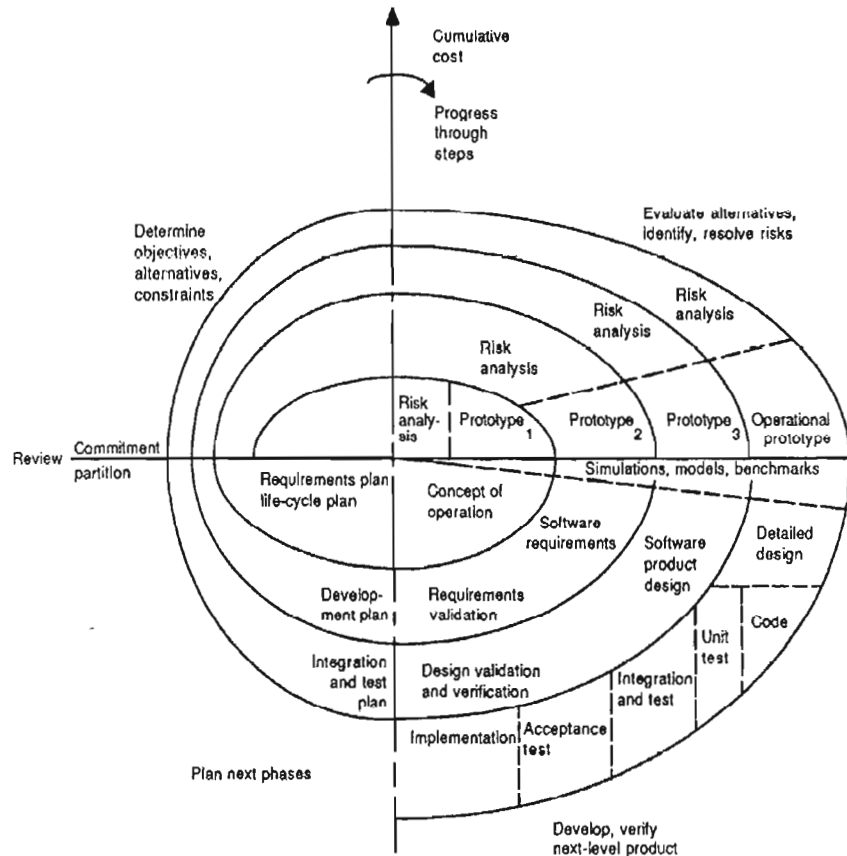 Cumulative
cost
Progress
through
steps
Evaluate alternatives,
identify, resolve risks
Determine
objectives,
alternatives,
constraints
Risk
analysis
Risk
analysis
Risk
analysis
Risk
analy-
sis
Prototype 1
Prototype 2
Prototype 3
Operational
prototype
Review
Commitment
partition
Simulations, models, benchmarks
Requirements plan
life-cycle plan
Concept of
operation
Software
requirements
Software
product
design
Detailed
design
Develop-
ment plan
Requirements
validation
Code
Unit
test
Integration
and test
plan
Design validation
and verification
Integration
and test
Acceptance
test
Implementation
Plan next phases
Develop, verify
next-level product